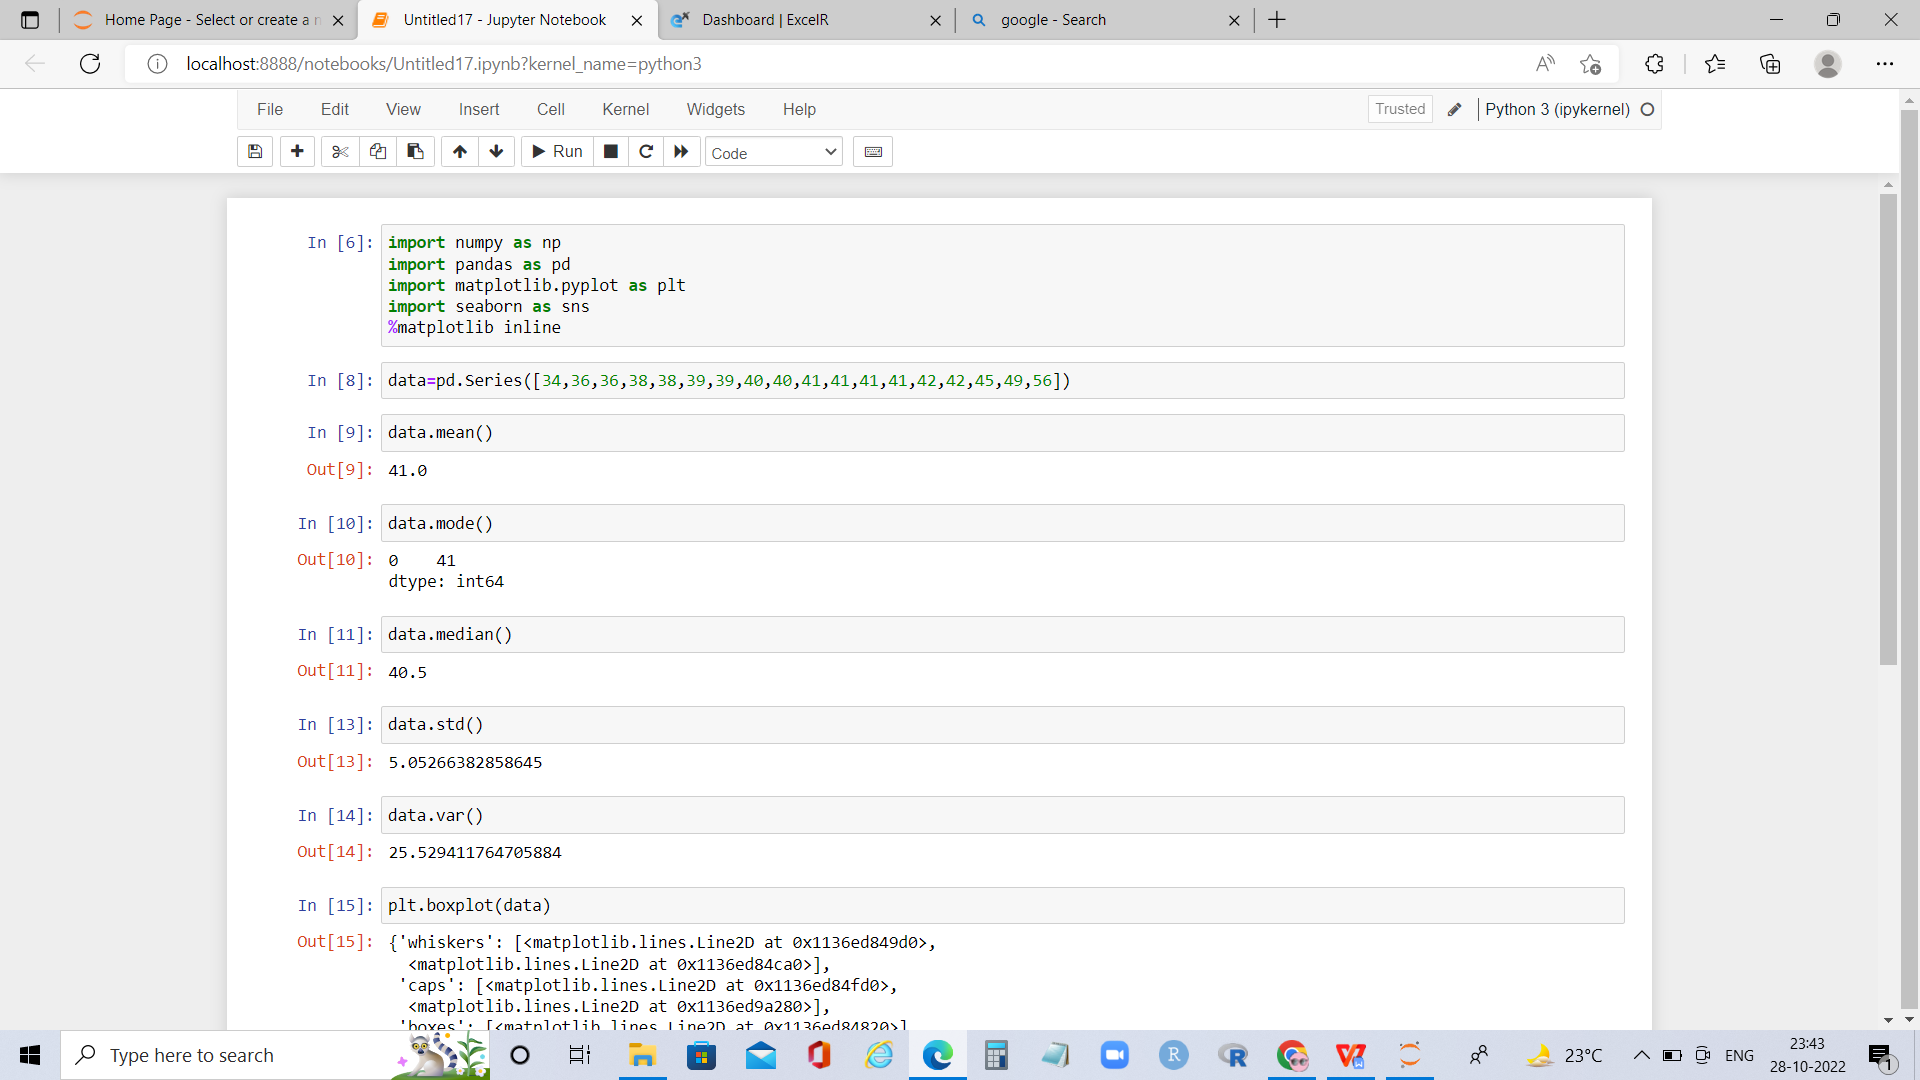 Home Page - Select or create a n
Untitled17 - Jupyter Notebook
Dashboard | ExcelR
google - Search
localhost:8888/notebooks/Untitled17.ipynb?kernel_name=python3
File Edit View Insert Cell Kernel Widgets Help
Trusted
Python 3 (ipykernel)
Run
Code
In [6]: import numpy as np
import pandas as pd
import matplotlib.pyplot as plt
import seaborn as sns
%matplotlib inline
In [8]: data=pd.Series([34,36,36,38,38,39,39,40,40,41,41,41,41,42,42,45,49,56])
In [9]: data.mean()
Out[9]: 41.0
In [10]: data.mode()
Out[10]: 0    41
dtype: int64
In [11]: data.median()
Out[11]: 40.5
In [13]: data.std()
Out[13]: 5.05266382858645
In [14]: data.var()
Out[14]: 25.529411764705884
In [15]: plt.boxplot(data)
Out[15]: {'whiskers': [<matplotlib.lines.Line2D at 0x1136ed849d0>,
<matplotlib.lines.Line2D at 0x1136ed84ca0>],
'caps': [<matplotlib.lines.Line2D at 0x1136ed84fd0>,
<matplotlib.lines.Line2D at 0x1136ed9a280>],
'boxes': [<matplotlib.lines.Line2D at 0x1136ed84820>]
Type here to search
23°C
ENG
23:43
28-10-2022
1